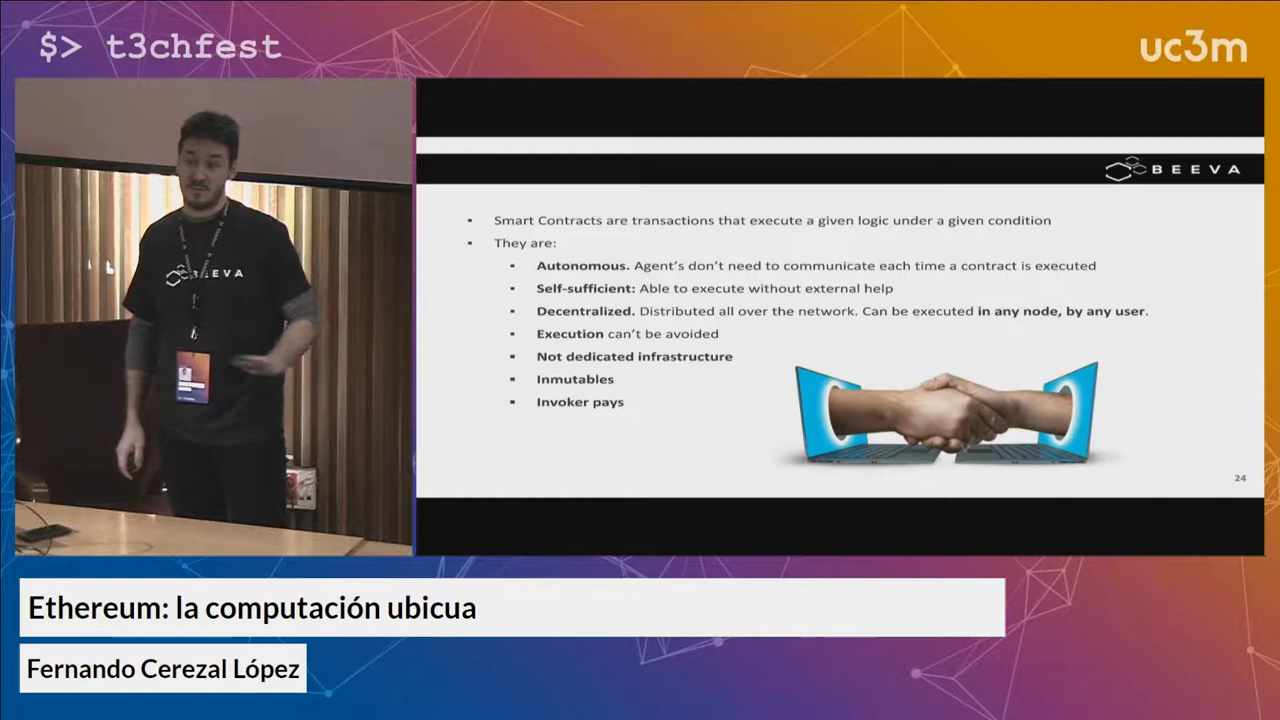 $> t3chfest
uc3m
BEEVA
BEEVA
Smart Contracts are transactions that execute a given logic under a given condition
They are:
Autonomous. Agent's don't need to communicate each time a contract is executed
Self-sufficient: Able to execute without external help
Decentralized. Distributed all over the network. Can be executed in any node, by any user.
Execution can't be avoided
Not dedicated infrastructure
Inmutables
Invoker pays
24
Ethereum: la computación ubicua
Fernando Cerezal López